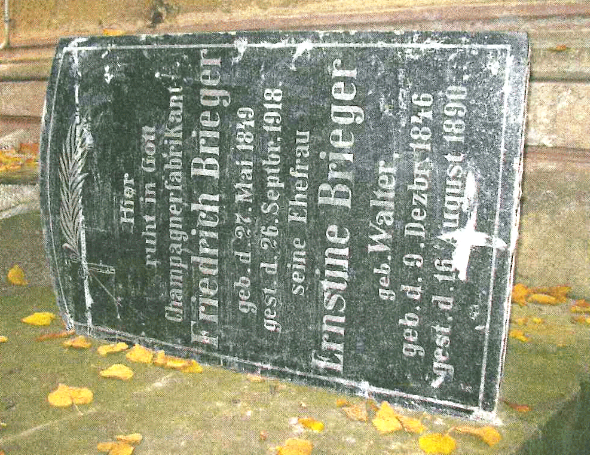 Hier
ruht in Gott
Champagnerfabrikant
Friedrich Brieger
geb. d. 27. Mai 1849
gest. d. 26. Septbr. 1918
seine Ehefrau
Ernstine Brieger
geb. Walter,
geb. d. 9. Dezbr. 1846
gest. d. 16. August 1890